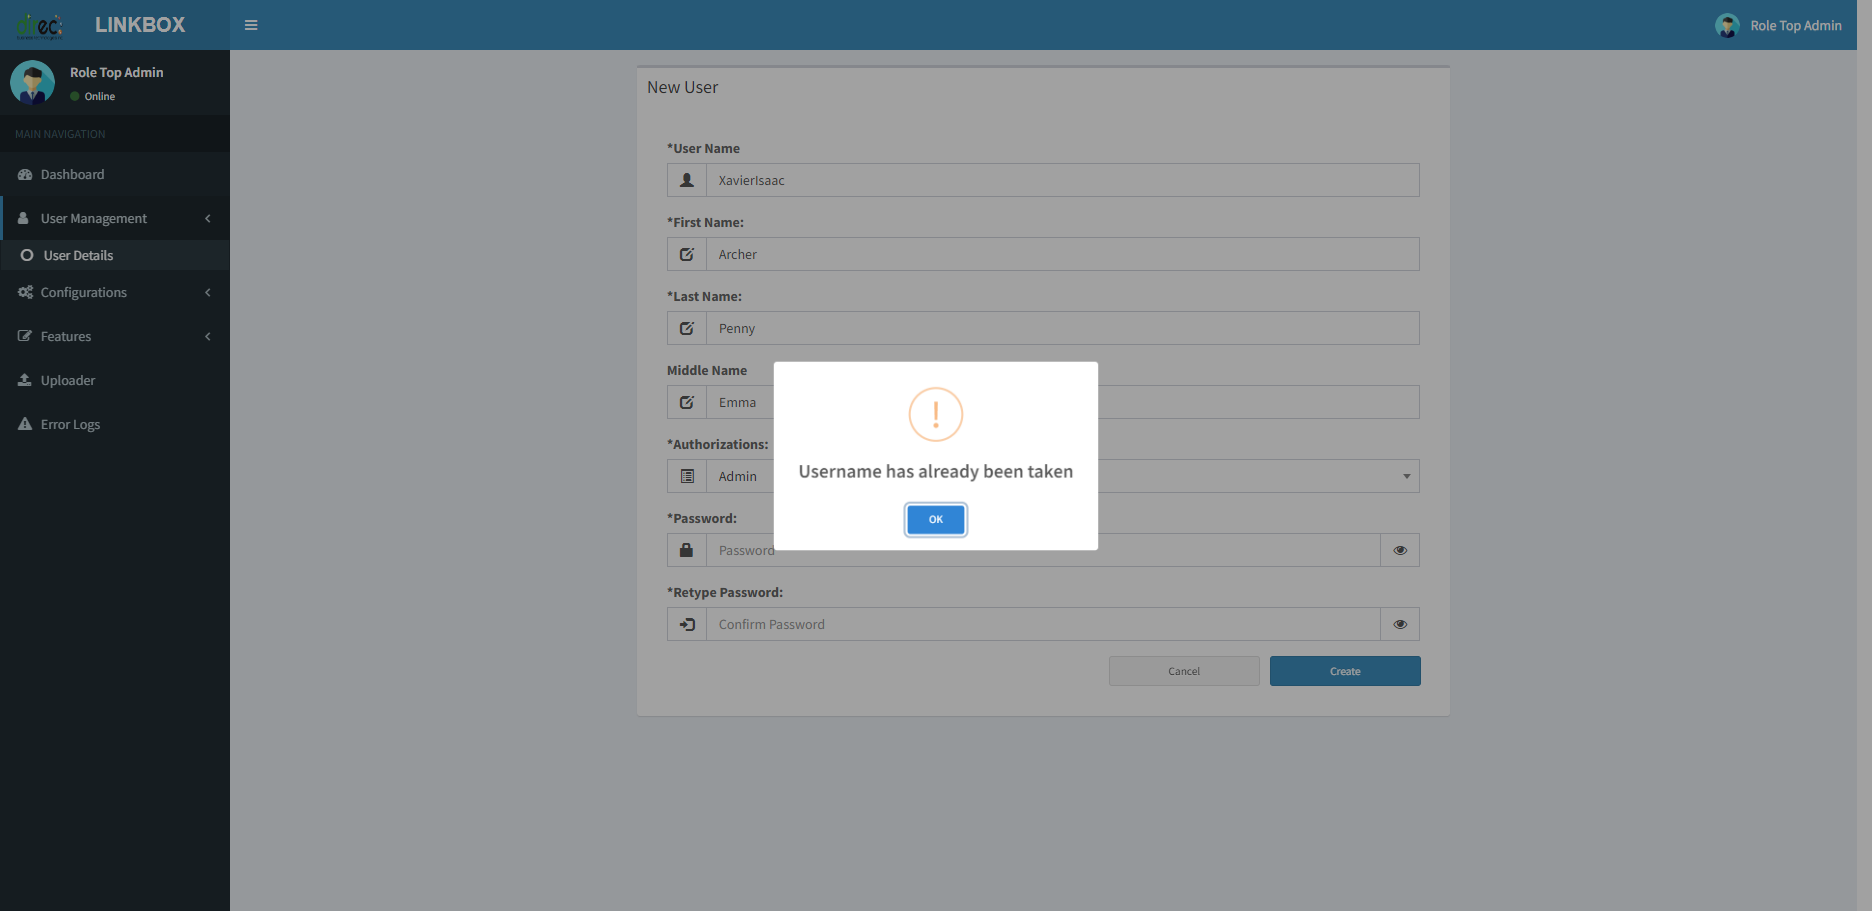 LINKBOX
Role Top Admin
Role Top Admin
Online
MAIN NAVIGATION
Dashboard
User Management
User Details
Configurations
Features
Uploader
Error Logs
New User
*User Name
XavierIsaac
*First Name:
Archer
*Last Name:
Penny
Middle Name
Emma
*Authorizations:
Admin
*Password:
Password
*Retype Password:
Confirm Password
Cancel
Create
Username has already been taken
OK